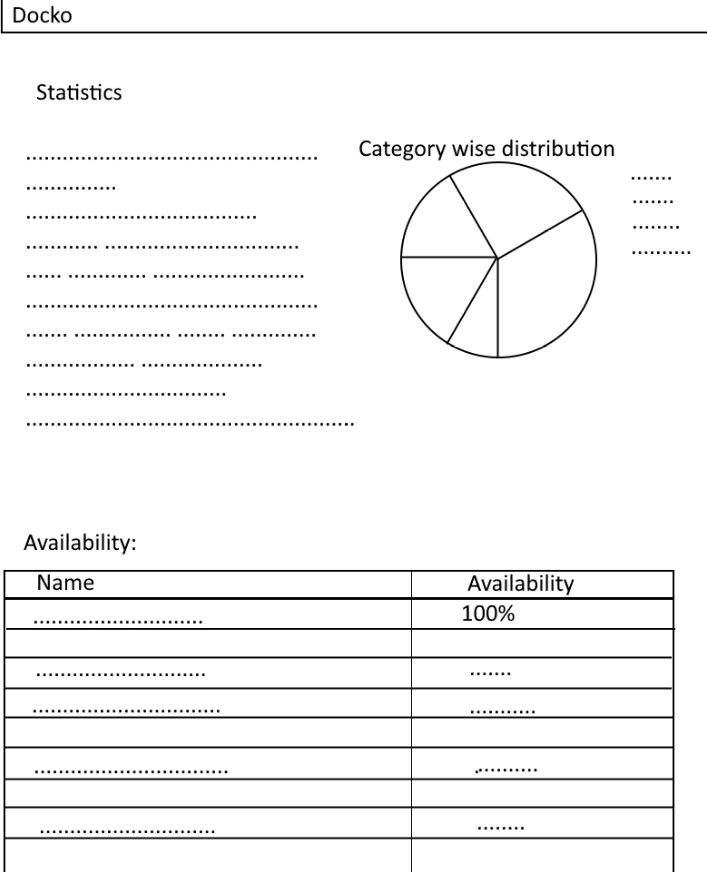 Docko
Statistics
Category wise distribution
Availability:
Name Availability
100%